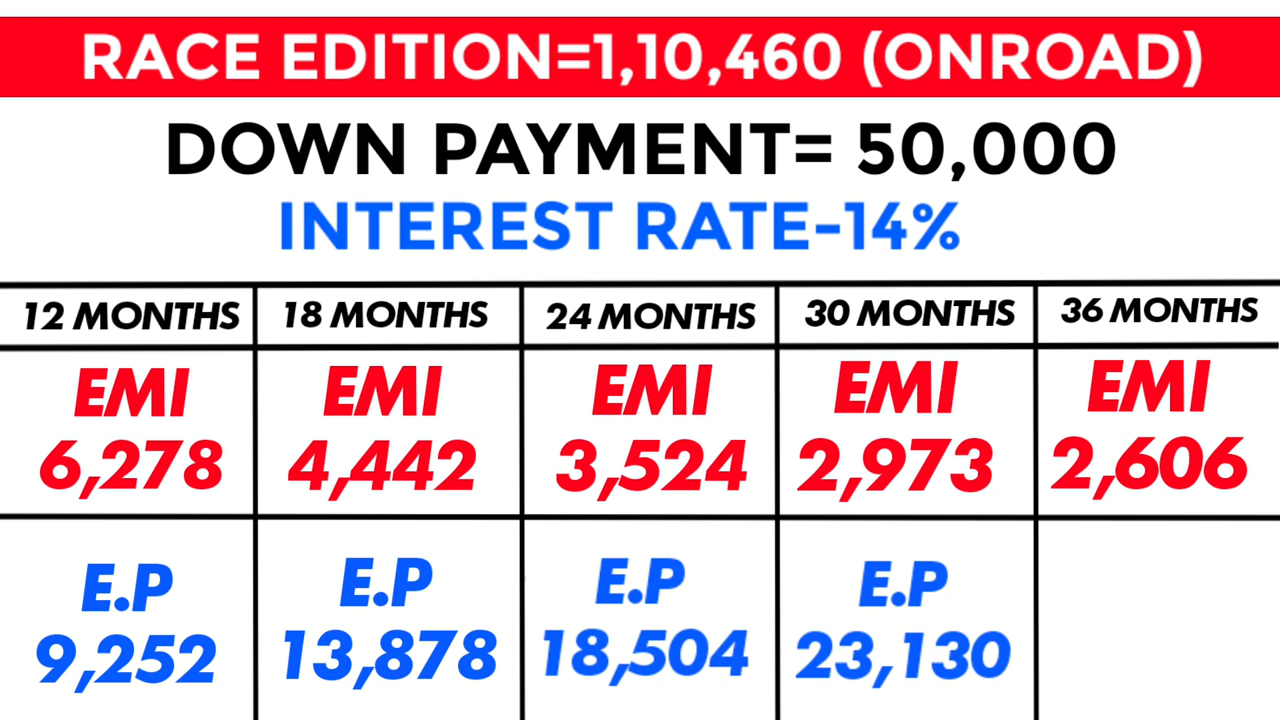 RACE EDITION=1,10,460 (ONROAD)
DOWN PAYMENT= 50,000
INTEREST RATE-14%
12 MONTHS 18 MONTHS 24 MONTHS 30 MONTHS 36 MONTHS
EMI EMI EMI EMI EMI
6,278 4,442 3,524 2,973 2,606
E.P E.P E.P E.P
9,252 13,878 18,504 23,130